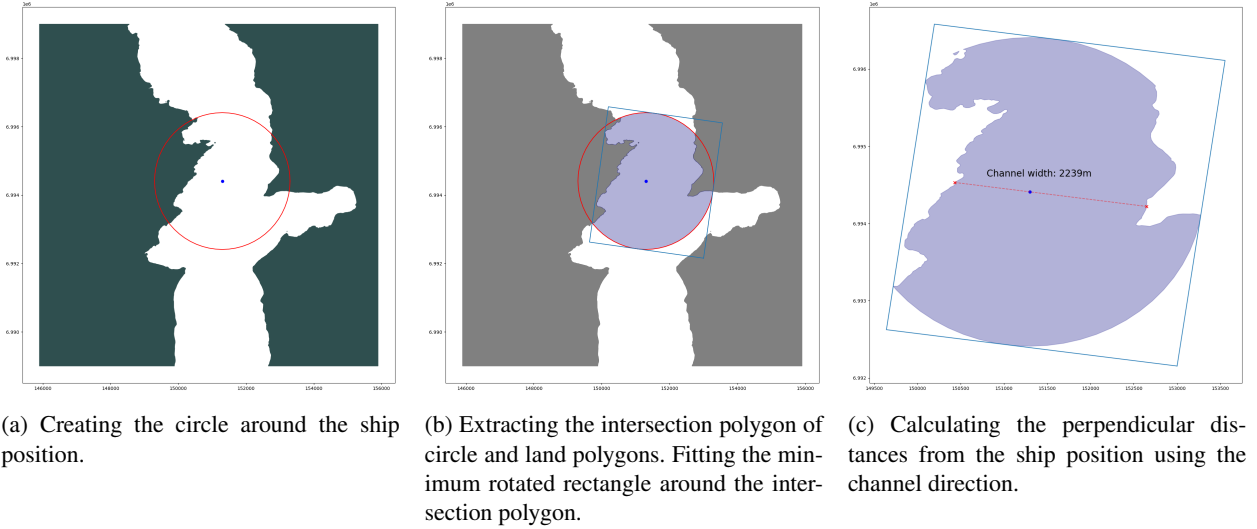 1e6
6.998
6.996
6.994
6.992
6.990
146000 148000 150000 152000 154000 156000
1e6
6.998
6.996
6.994
6.992
6.990
146000 148000 150000 152000 154000 156000
1e6
6.996
6.995
6.994
6.993
6.992
Channel width: 2239m
149500 150000 150500 151000 151500 152000 152500 153000 153500
(a) Creating the circle around the ship
position.
(b) Extracting the intersection polygon of
circle and land polygons. Fitting the min-
imum rotated rectangle around the inter-
section polygon.
(c) Calculating the perpendicular dis-
tances from the ship position using the
channel direction.